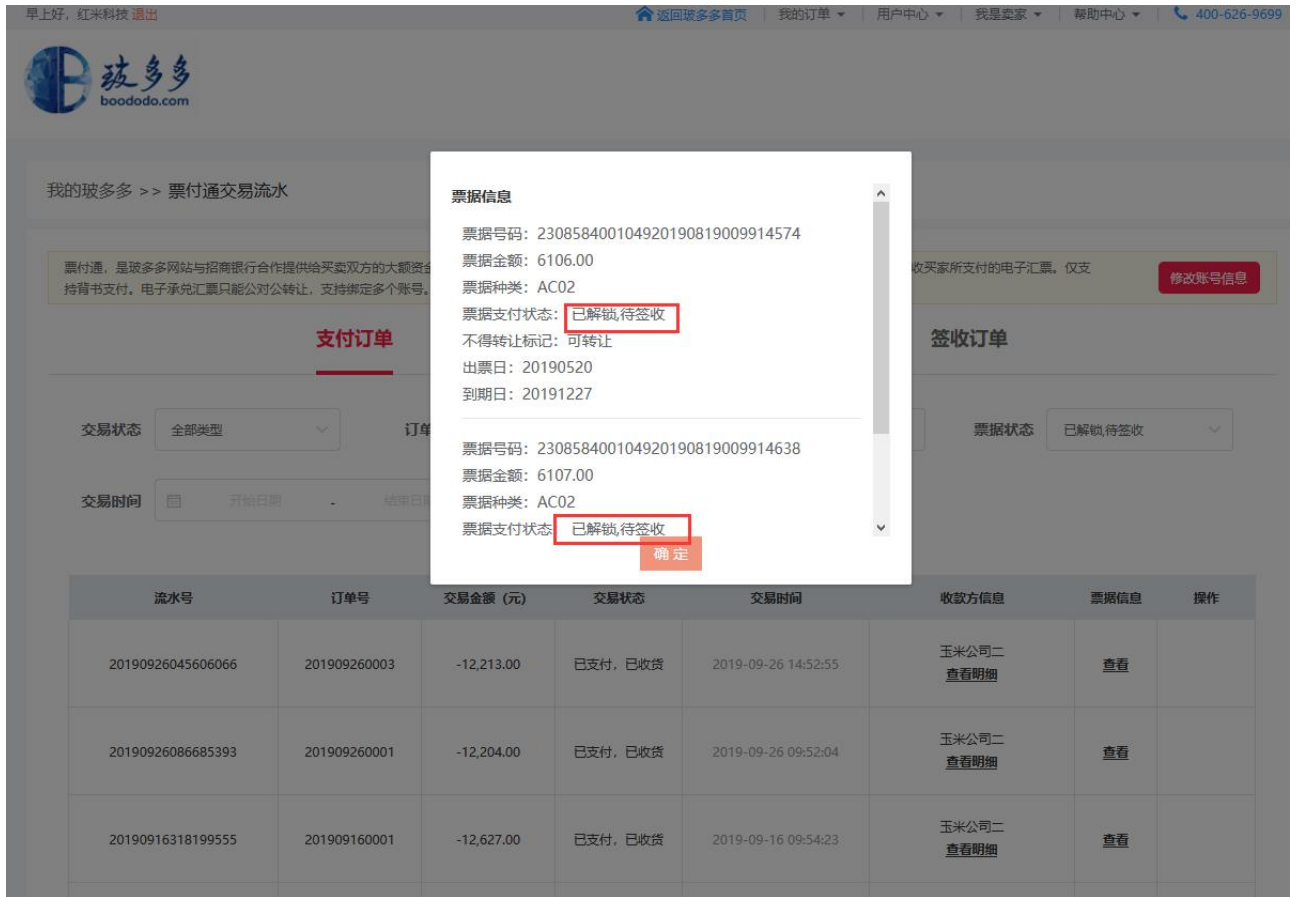 早上好，红米科技 退出
返回玻多多首页
我的订单
用户中心
我是卖家
帮助中心
400-626-9699
玻多多
boododo.com
我的玻多多 >> 票付通交易流水
票付通，是玻多多网站与招商银行合作提供给买卖双方的大额资
收买家所支付的电子汇票。仅支
持背书支付。电子承兑汇票只能公对公转让，支持绑定多个账号。
修改账号信息
支付订单
签收订单
交易状态
全部类型
票据状态
已解锁,待签收
交易时间
开始日期
-
结束日
票据信息
票据号码：230858400104920190819009914574
票据金额：6106.00
票据种类：AC02
票据支付状态：已解锁,待签收
不得转让标记：可转让
出票日：20190520
到期日：20191227
票据号码：230858400104920190819009914638
票据金额：6107.00
票据种类：AC02
票据支付状态 已解锁,待签收
确 定
流水号
订单号
交易金额（元）
交易状态
交易时间
收款方信息
票据信息
操作
20190926045606066
201909260003
-12,213.00
已支付，已收货
2019-09-26 14:52:55
玉米公司二
查看明细
查看
20190926086685393
201909260001
-12,204.00
已支付，已收货
2019-09-26 09:52:04
玉米公司二
查看明细
查看
20190916318199555
201909160001
-12,627.00
已支付，已收货
2019-09-16 09:54:23
玉米公司二
查看明细
查看